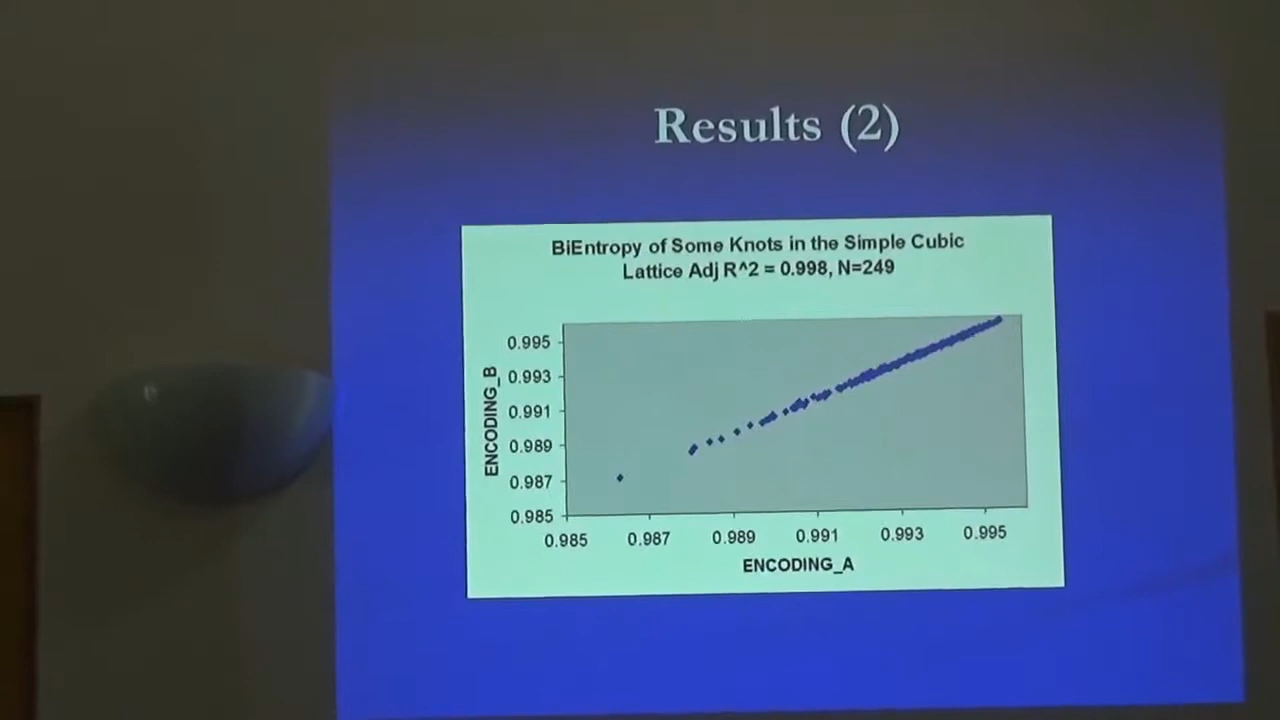 Results (2)
BiEntropy of Some Knots in the Simple Cubic
Lattice Adj R^2 = 0.998, N=249
ENCODING_B
0.995
0.993
0.991
0.989
0.987
0.985
0.985 0.987 0.989 0.991 0.993 0.995
ENCODING_A